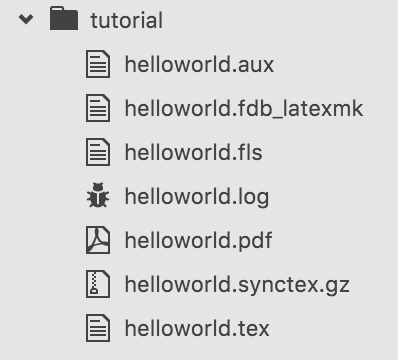 tutorial
helloworld.aux
helloworld.fdb_latexmk
helloworld.fls
helloworld.log
helloworld.pdf
helloworld.synctex.gz
helloworld.tex